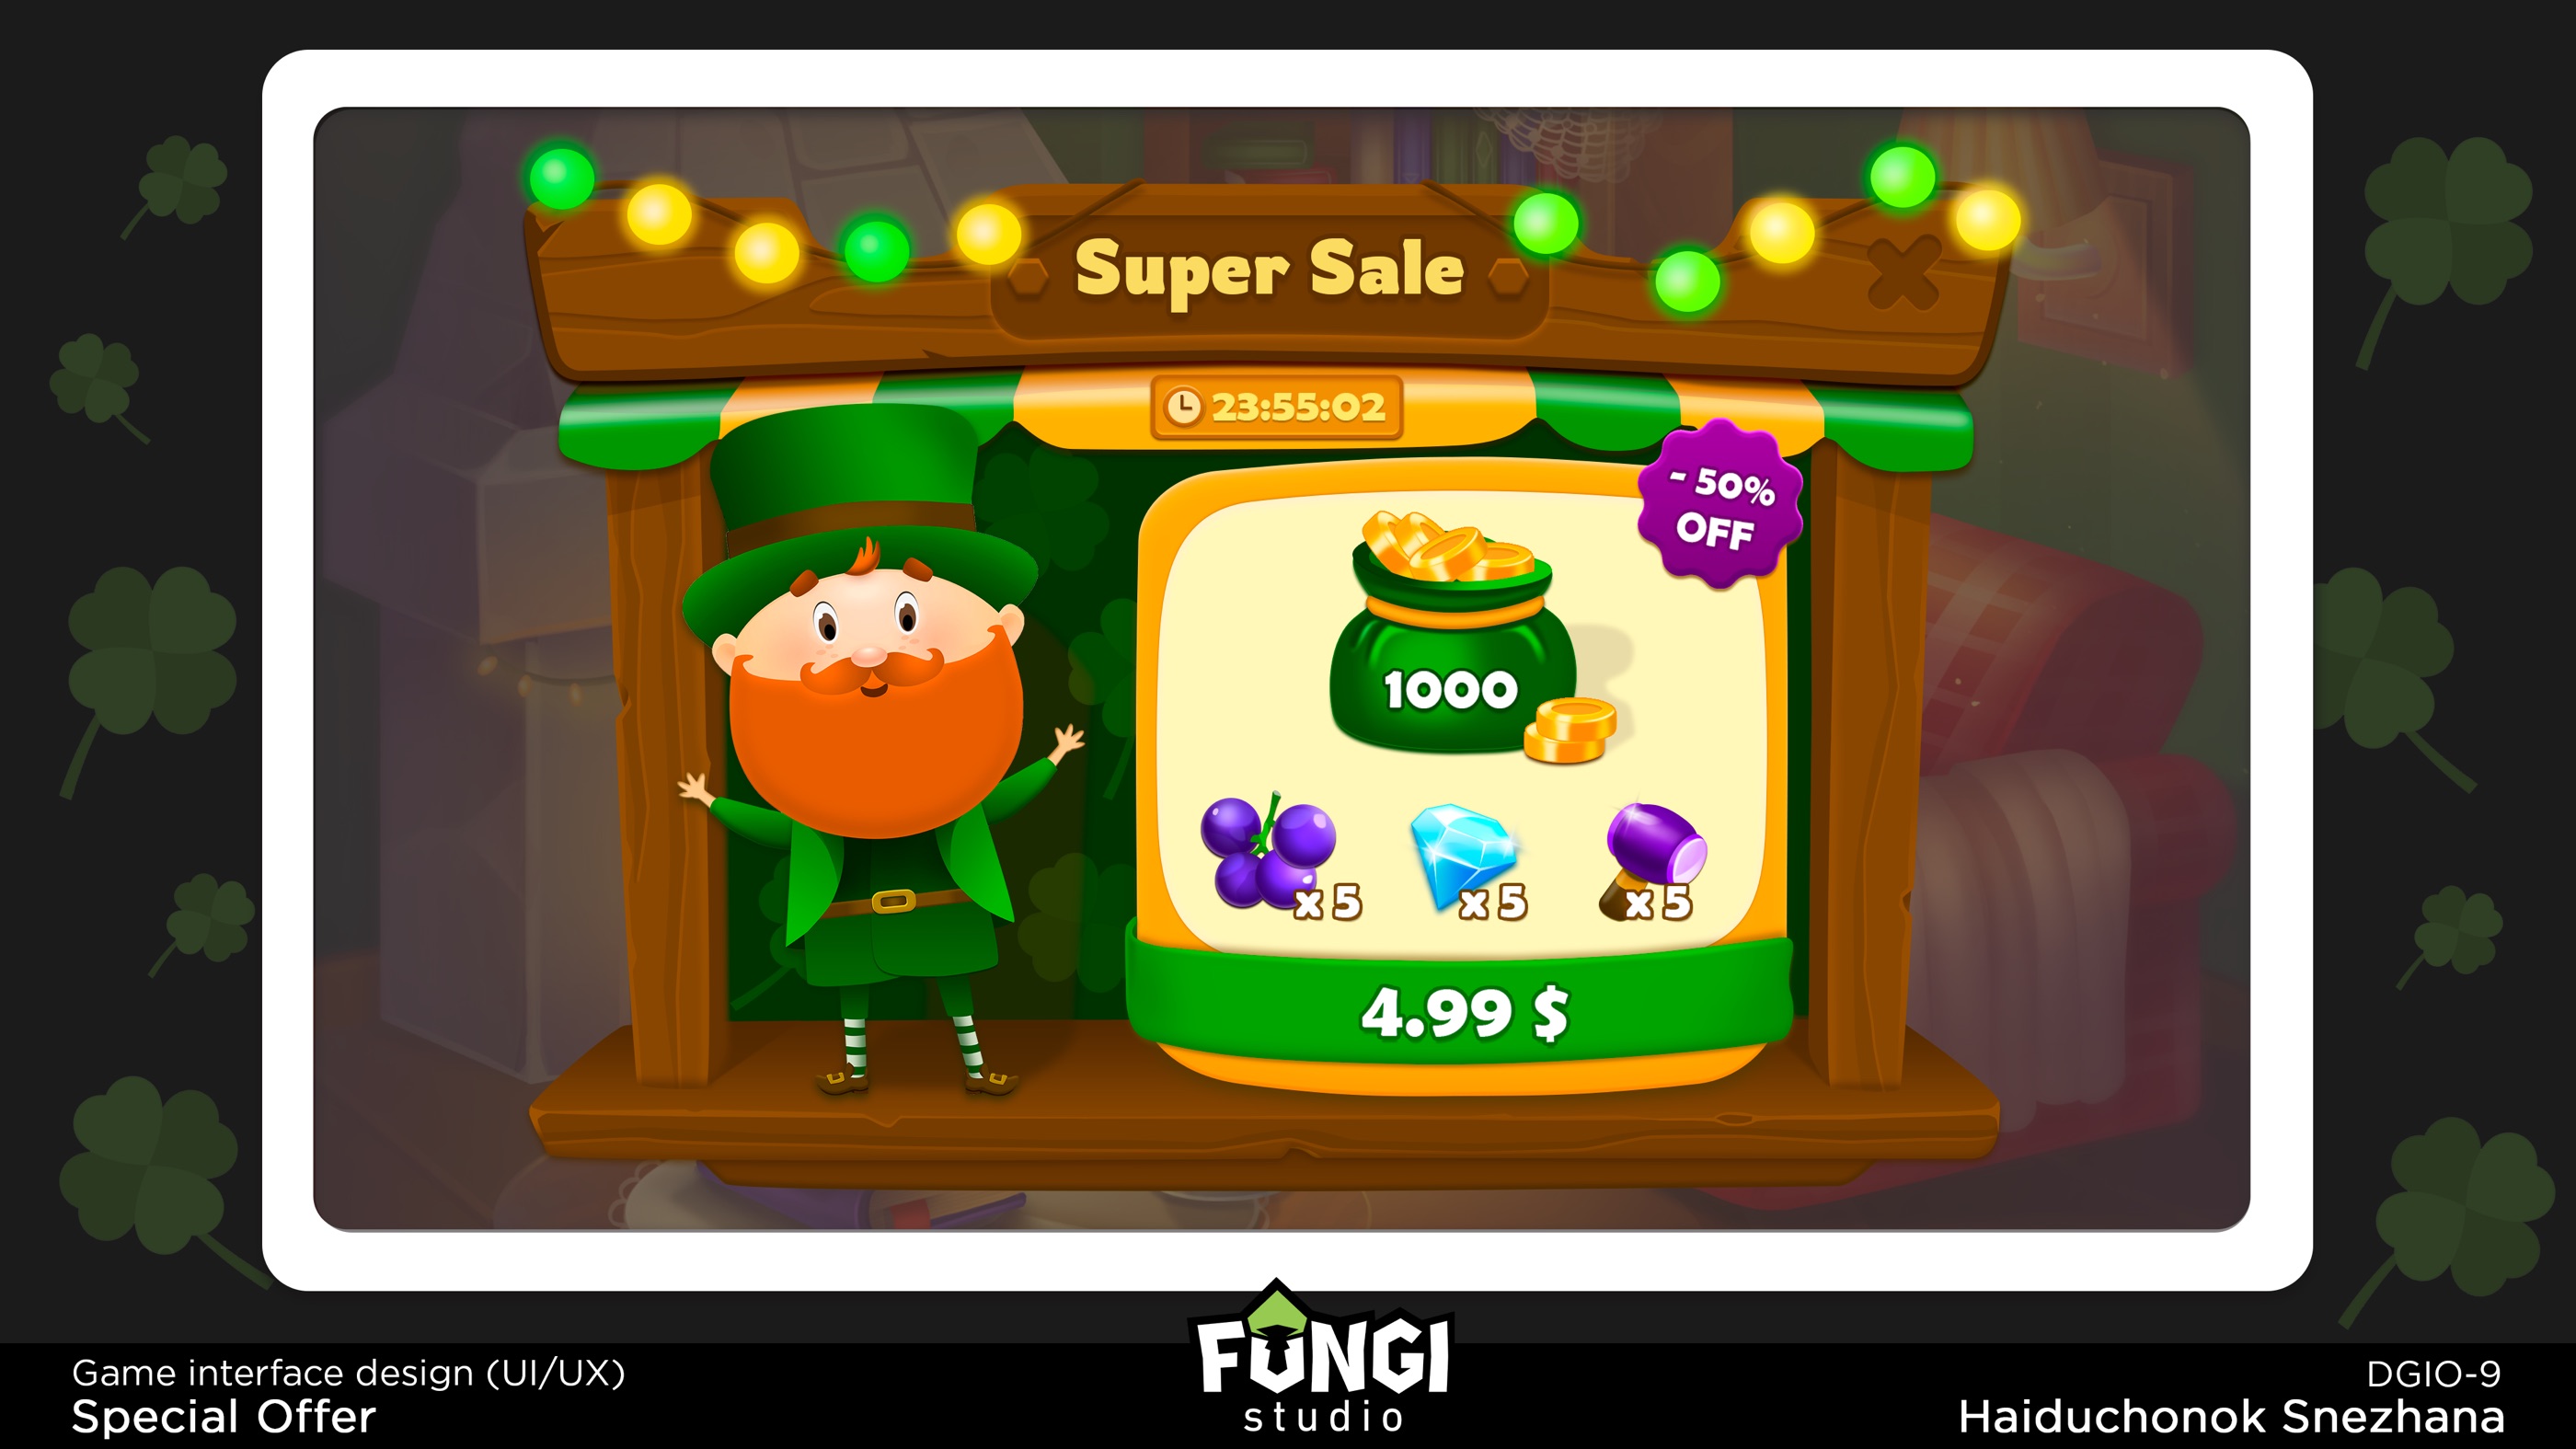 Super Sale
23:55:02
- 50%
OFF
1000
x 5
x 5
x 5
4.99 $
Game interface design (UI/UX)
Special Offer
FUNGI
studio
DGIO-9
Haiduchonok Snezhana